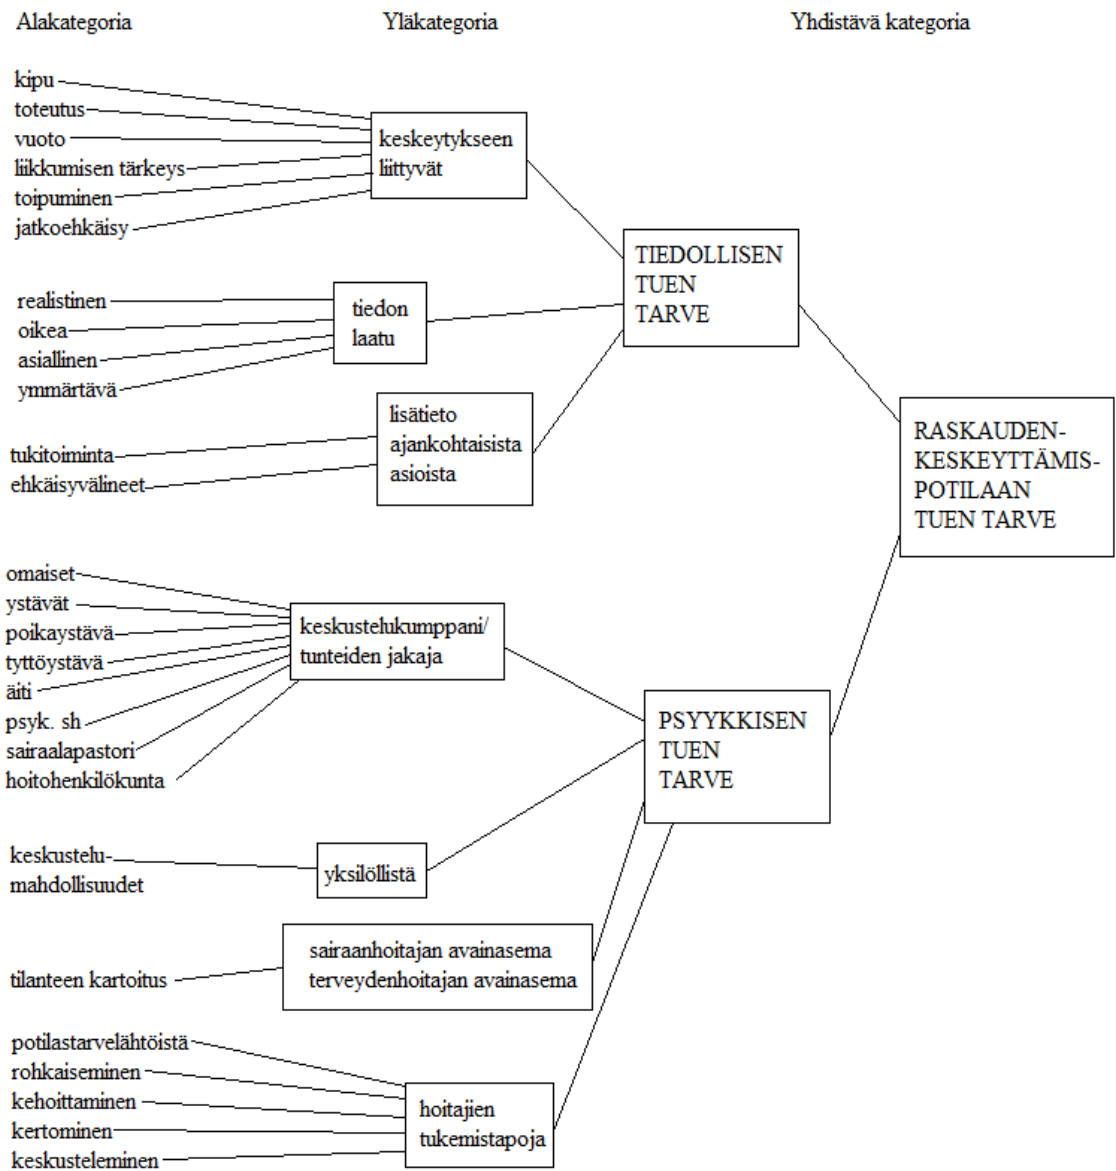 Alakategoria
Yläkategoria
Yhdistävä kategoria
kipu
toteutus
vuoto
liikkumisen tärkeys
toipuminen
jatkoehkäisy
keskeytykseen
liittyvät
realistinen
oikea
asiallinen
ymmärtävä
tiedon
laatu
tukitoiminta
ehkäisyvälineet
lisätieto
ajankohtaisista
asioista
TIEDOLLISEN
TUEN
TARVE
omaiset
ystävät
poikaystävä
tyttöystävä
äiti
psyk. sh
sairaalapastori
hoitohenkilökunta
keskustelukumppani/
tunteiden jakaja
keskustelu-
mahdollisuudet
yksilöllistä
tilanteen kartoitus
sairaanhoitajan avainasema
terveydenhoitajan avainasema
potilastarvelähtöistä
rohkaiseminen
kehoittaminen
kertominen
keskusteleminen
hoitajien
tukemistapoja
PSYYKKISEN
TUEN
TARVE
RASKAUDEN-
KESKEYTTÄMIS-
POTILAAN
TUEN TARVE